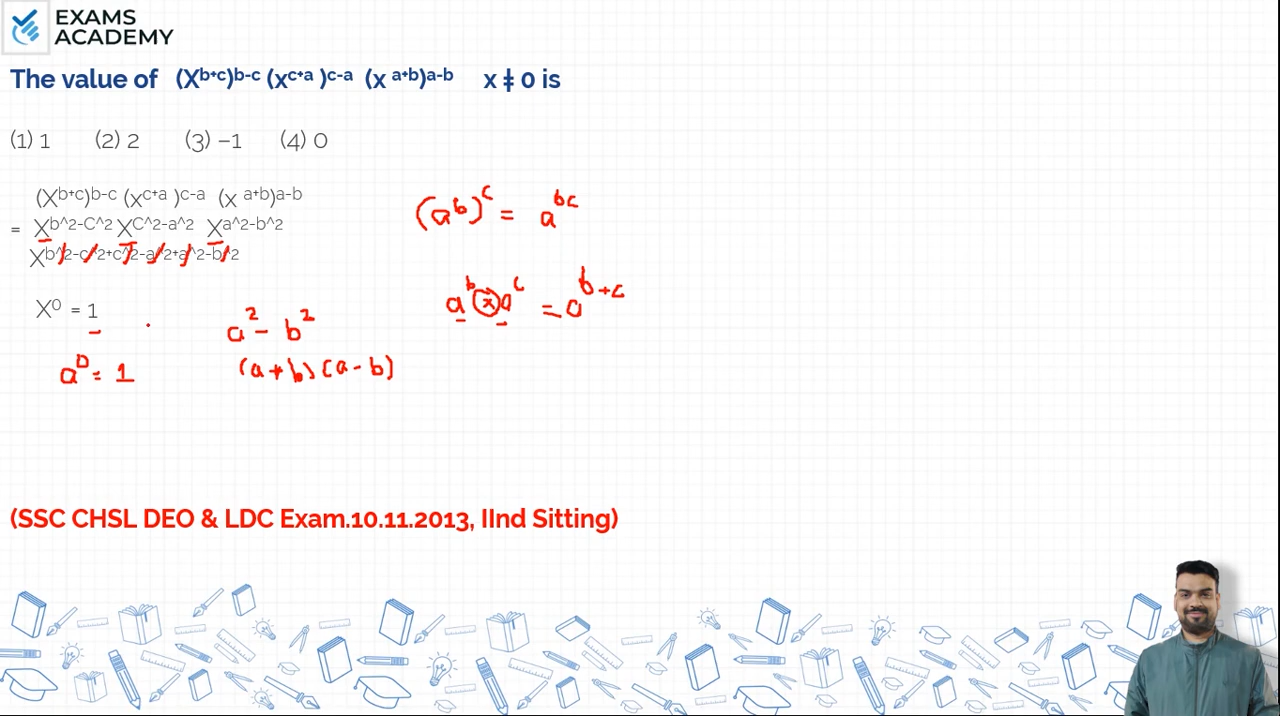 EXAMS
ACADEMY
The value of (X^b+c)^b-c (x^c+a )^c-a (x ^a+b)^a-b x ≠ 0 is
(1) 1 (2) 2 (3) –1 (4) 0
(X^b+c)^b-c (x^c+a )^c-a (x ^a+b)^a-b
= X^b^2-C^2 X^C^2-a^2 X^a^2-b^2
X^b^2-c^2+c^2-a^2+a^2-b^2
X^0 = 1
a^0 = 1
a^2 - b^2
(a + b) (a - b)
(a^b)^c = a^bc
a^b x a^c = a^b+c
(SSC CHSL DEO & LDC Exam.10.11.2013, IInd Sitting)